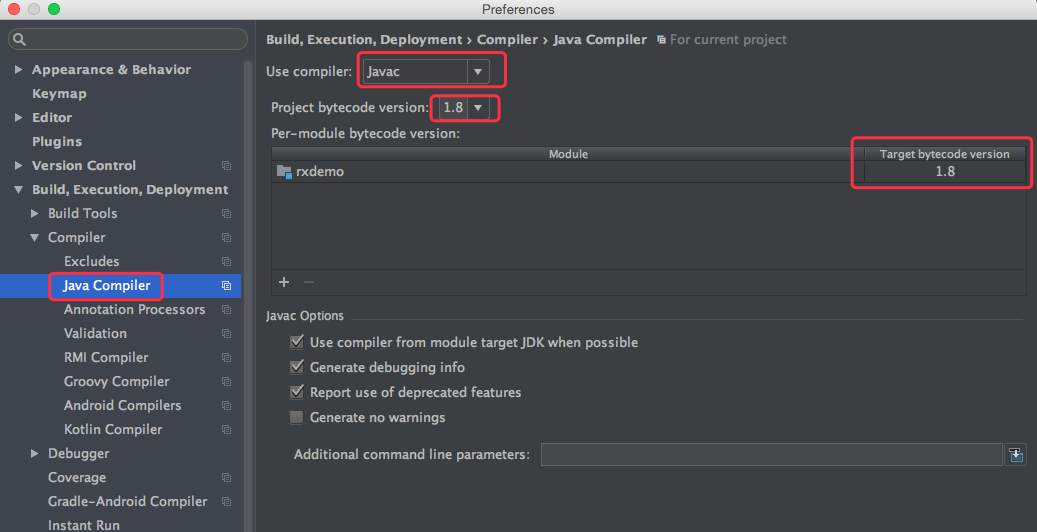 Preferences
Appearance & Behavior
Keymap
Editor
Plugins
Version Control
Build, Execution, Deployment
Build Tools
Compiler
Excludes
Java Compiler
Annotation Processors
Validation
RMI Compiler
Groovy Compiler
Android Compilers
Kotlin Compiler
Debugger
Coverage
Gradle-Android Compiler
Instant Run
Build, Execution, Deployment › Compiler › Java Compiler For current project
Use compiler: Javac
Project bytecode version: 1.8
Per-module bytecode version:
Module Target bytecode version
rxdemo 1.8
Javac Options
Use compiler from module target JDK when possible
Generate debugging info
Report use of deprecated features
Generate no warnings
Additional command line parameters: